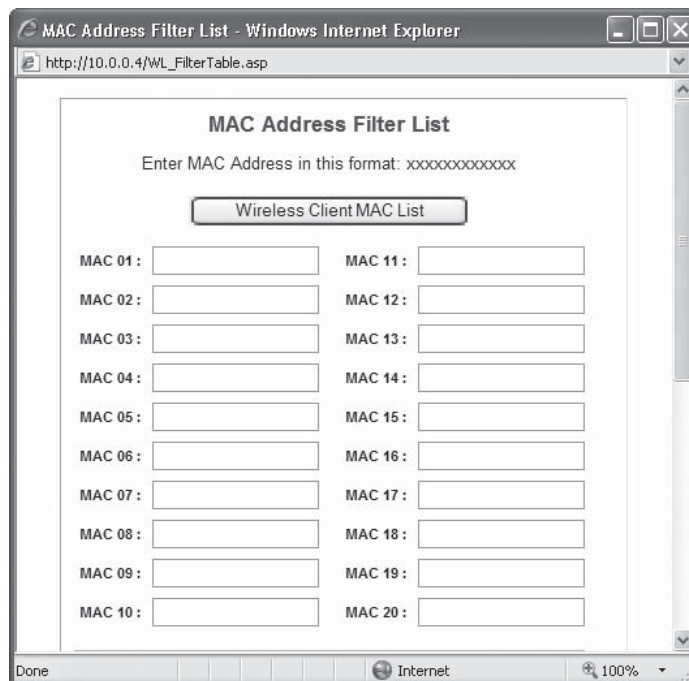 MAC Address Filter List - Windows Internet Explorer
http://10.0.0.4/WL_FilterTable.asp
MAC Address Filter List
Enter MAC Address in this format: xxxxxxxxxxxx
Wireless Client MAC List
MAC 01 : MAC 11 :
MAC 02 : MAC 12 :
MAC 03 : MAC 13 :
MAC 04 : MAC 14 :
MAC 05 : MAC 15 :
MAC 06 : MAC 16 :
MAC 07 : MAC 17 :
MAC 08 : MAC 18 :
MAC 09 : MAC 19 :
MAC 10 : MAC 20 :
Done Internet 100%